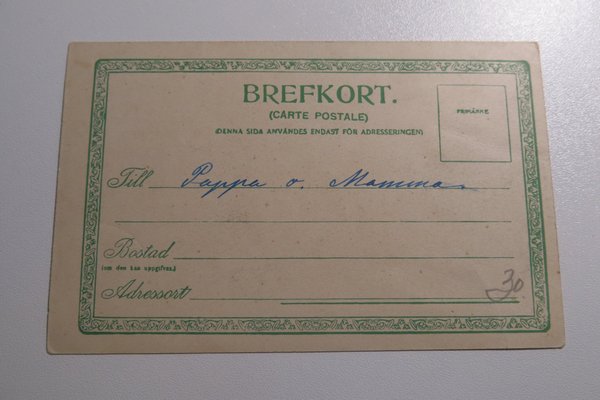 BREFKORT.
(CARTE POSTALE)
(DENNA SIDA ANVÄNDES ENDAST FÖR ADRESSERINGEN)
FRIMÄRKE
Till Pappa o. Mamma
Bostad
(om den kan uppgifvas.)
Adressort
30